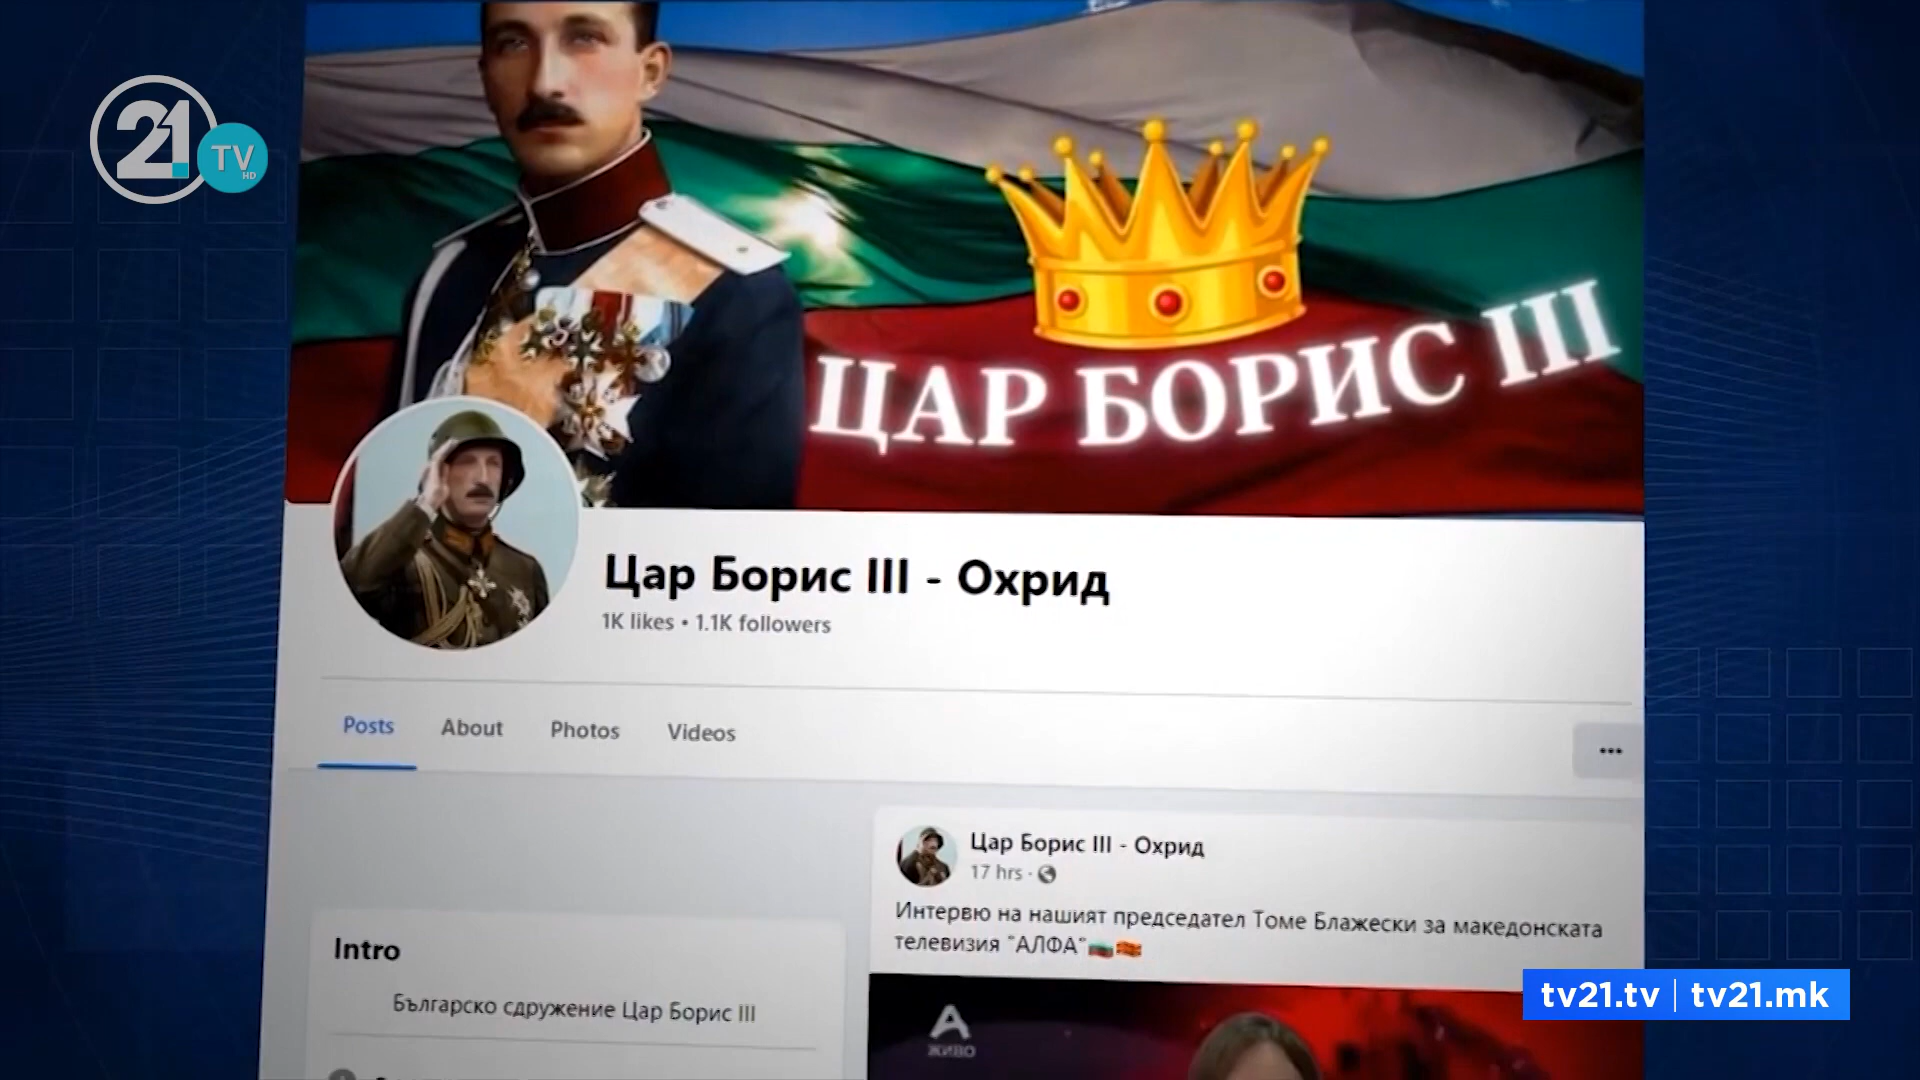 21
TV
HD
ЦАР БОРИС III
Цар Борис III - Охрид
1K likes • 1.1K followers
Posts
About
Photos
Videos
Цар Борис III - Охрид
17 hrs ·
Интервю на нашият председател Томе Блажески за македонската
телевизия "АЛФА"
Intro
Българско сдружение Цар Борис III
А
ЖИВО
tv21.tv | tv21.mk